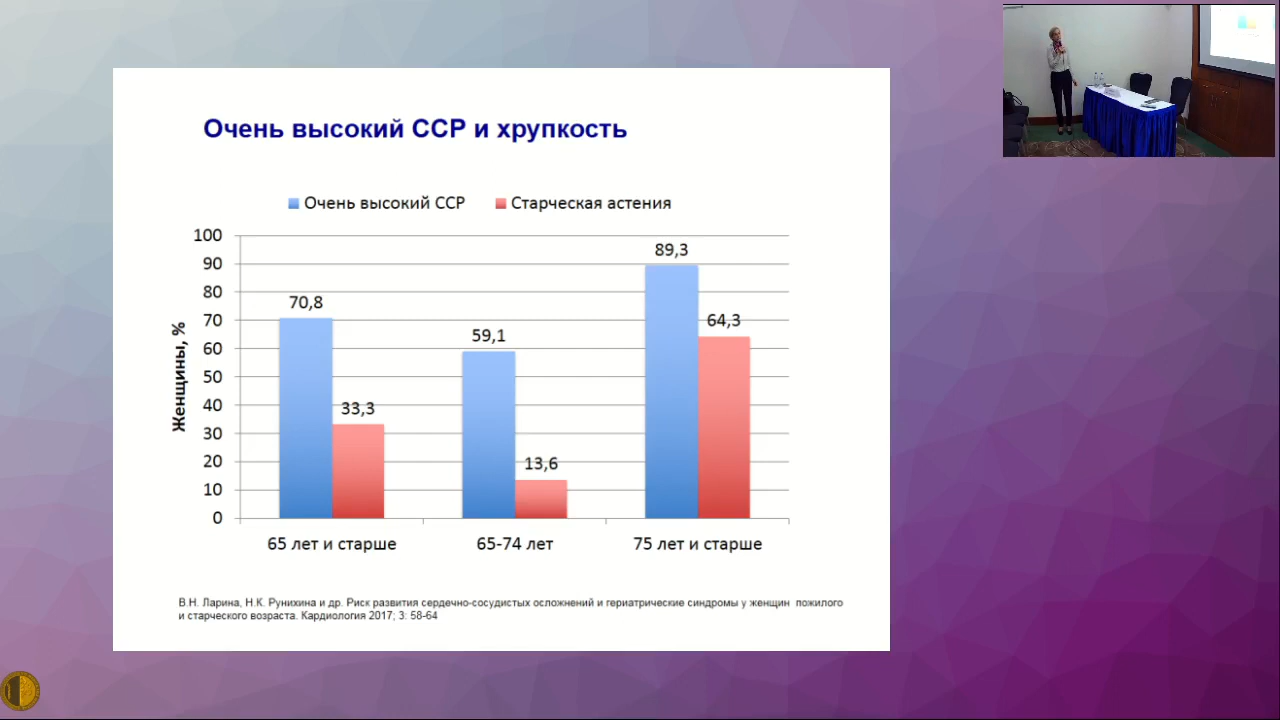 Очень высокий ССР и хрупкость
Очень высокий ССР
Старческая астения
Женщины, %
100
90
80
70
60
50
40
30
20
10
0
70,8
33,3
59,1
13,6
89,3
64,3
65 лет и старше
65-74 лет
75 лет и старше
В.Н. Ларина, Н.К. Рунихина и др. Риск развития сердечно-сосудистых осложнений и гериатрические синдромы у женщин пожилого
и старческого возраста. Кардиология 2017; 3: 58-64